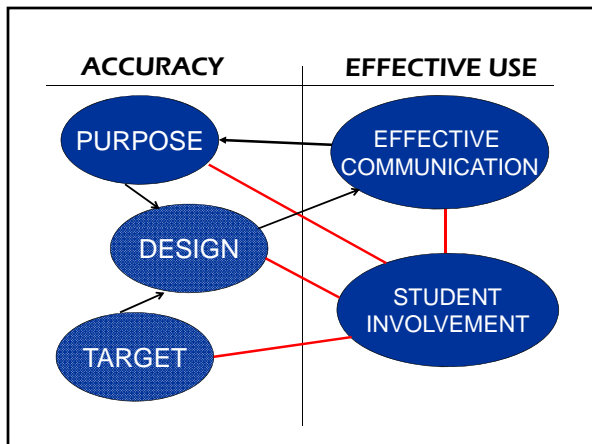 ACCURACY
EFFECTIVE USE
PURPOSE
EFFECTIVE
COMMUNICATION
DESIGN
STUDENT
INVOLVEMENT
TARGET